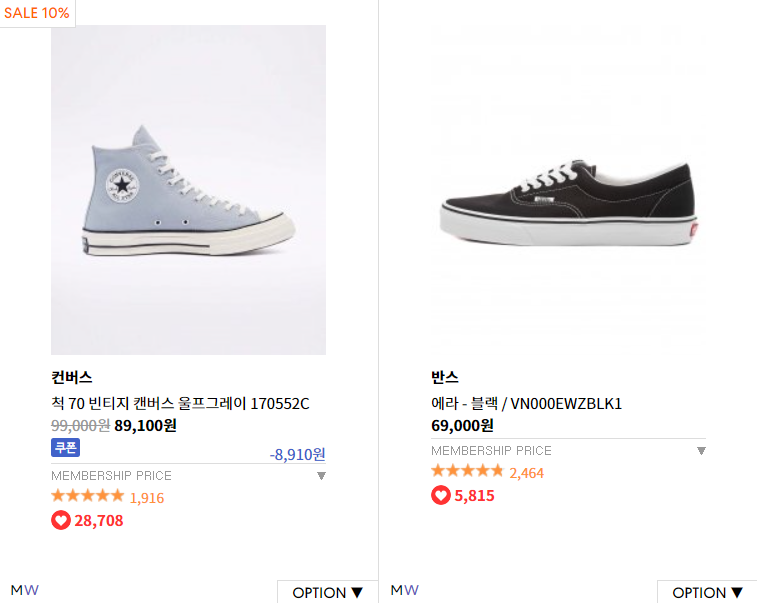 SALE 10%
CONVERSE
ALL STAR
컨버스
척 70 빈티지 캔버스 울프그레이 170552C
99,000원 89,100원
쿠폰
-8,910원
MEMBERSHIP PRICE ▼
★★★★★ 1,916
28,708
MW
OPTION ▼
반스
에라 - 블랙 / VN000EWZBLK1
69,000원
MEMBERSHIP PRICE ▼
★★★★★ 2,464
5,815
MW
OPTION ▼